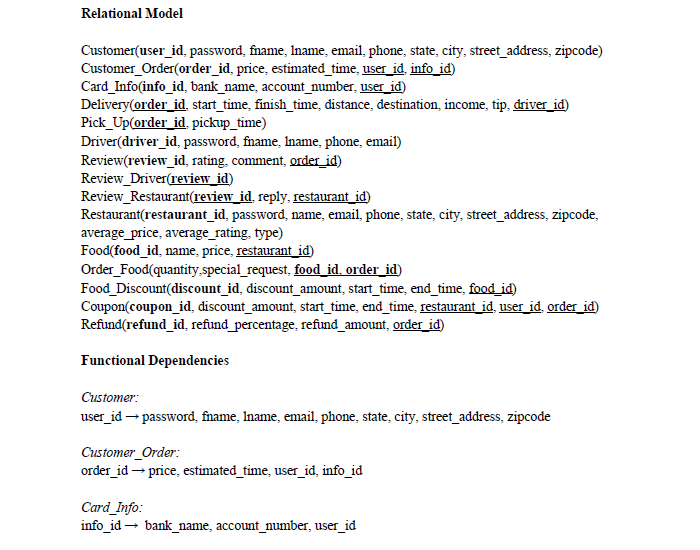 Relational Model
Customer(user_id, password, fname, lname, email, phone, state, city, street_address, zipcode)
Customer_Order(order_id, price, estimated_time, user_id, info_id)
Card_Info(info_id, bank_name, account_number, user_id)
Delivery(order_id, start_time, finish_time, distance, destination, income, tip, driver_id)
Pick_Up(order_id, pickup_time)
Driver(driver_id, password, fname, lname, phone, email)
Review(review_id, rating, comment, order_id)
Review_Driver(review_id)
Review_Restaurant(review_id, reply, restaurant_id)
Restaurant(restaurant_id, password, name, email, phone, state, city, street_address, zipcode,
average_price, average_rating, type)
Food(food_id, name, price, restaurant_id)
Order_Food(quantity,special_request, food_id, order_id)
Food_Discount(discount_id, discount_amount, start_time, end_time, food_id)
Coupon(coupon_id, discount_amount, start_time, end_time, restaurant_id, user_id, order_id)
Refund(refund_id, refund_percentage, refund_amount, order_id)
Functional Dependencies
Customer:
user_id → password, fname, lname, email, phone, state, city, street_address, zipcode
Customer_Order:
order_id → price, estimated_time, user_id, info_id
Card_Info:
info_id → bank_name, account_number, user_id